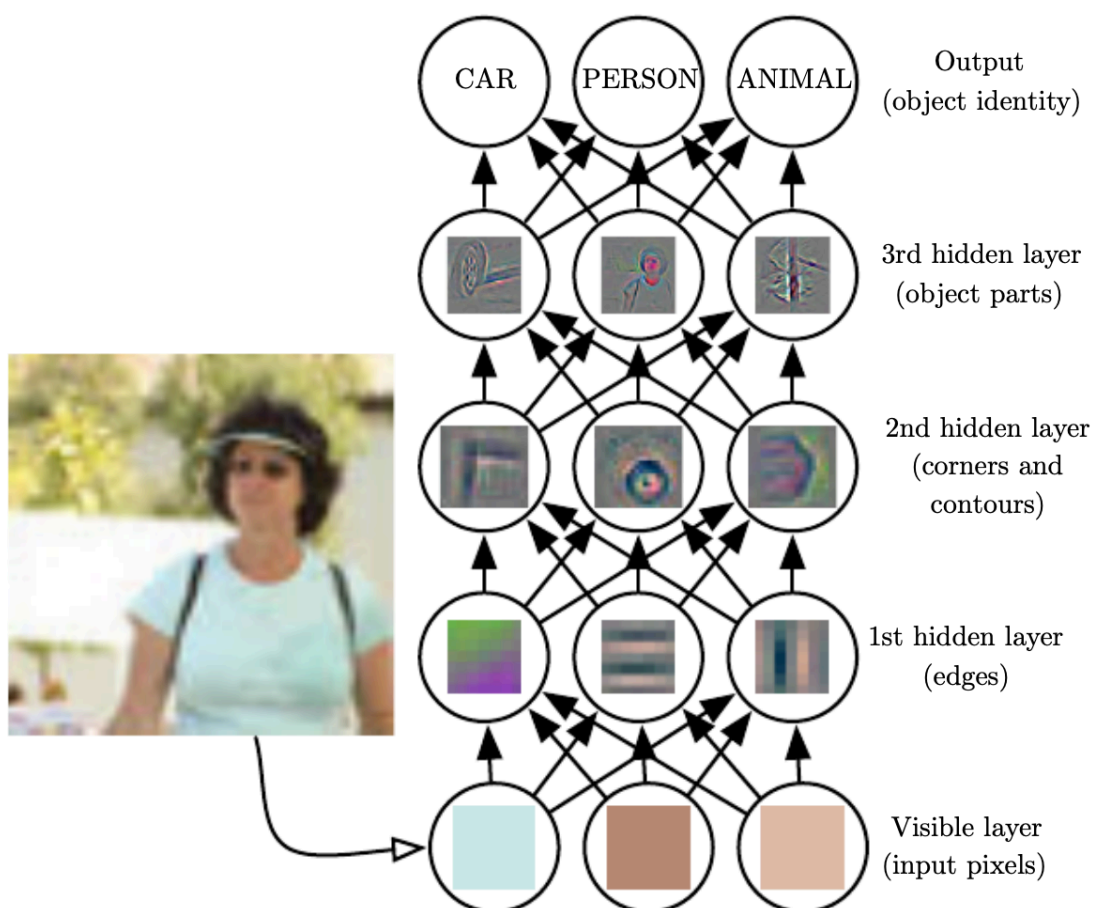 CAR
PERSON
ANIMAL
Output
(object identity)
3rd hidden layer
(object parts)
2nd hidden layer
(corners and
contours)
1st hidden layer
(edges)
Visible layer
(input pixels)